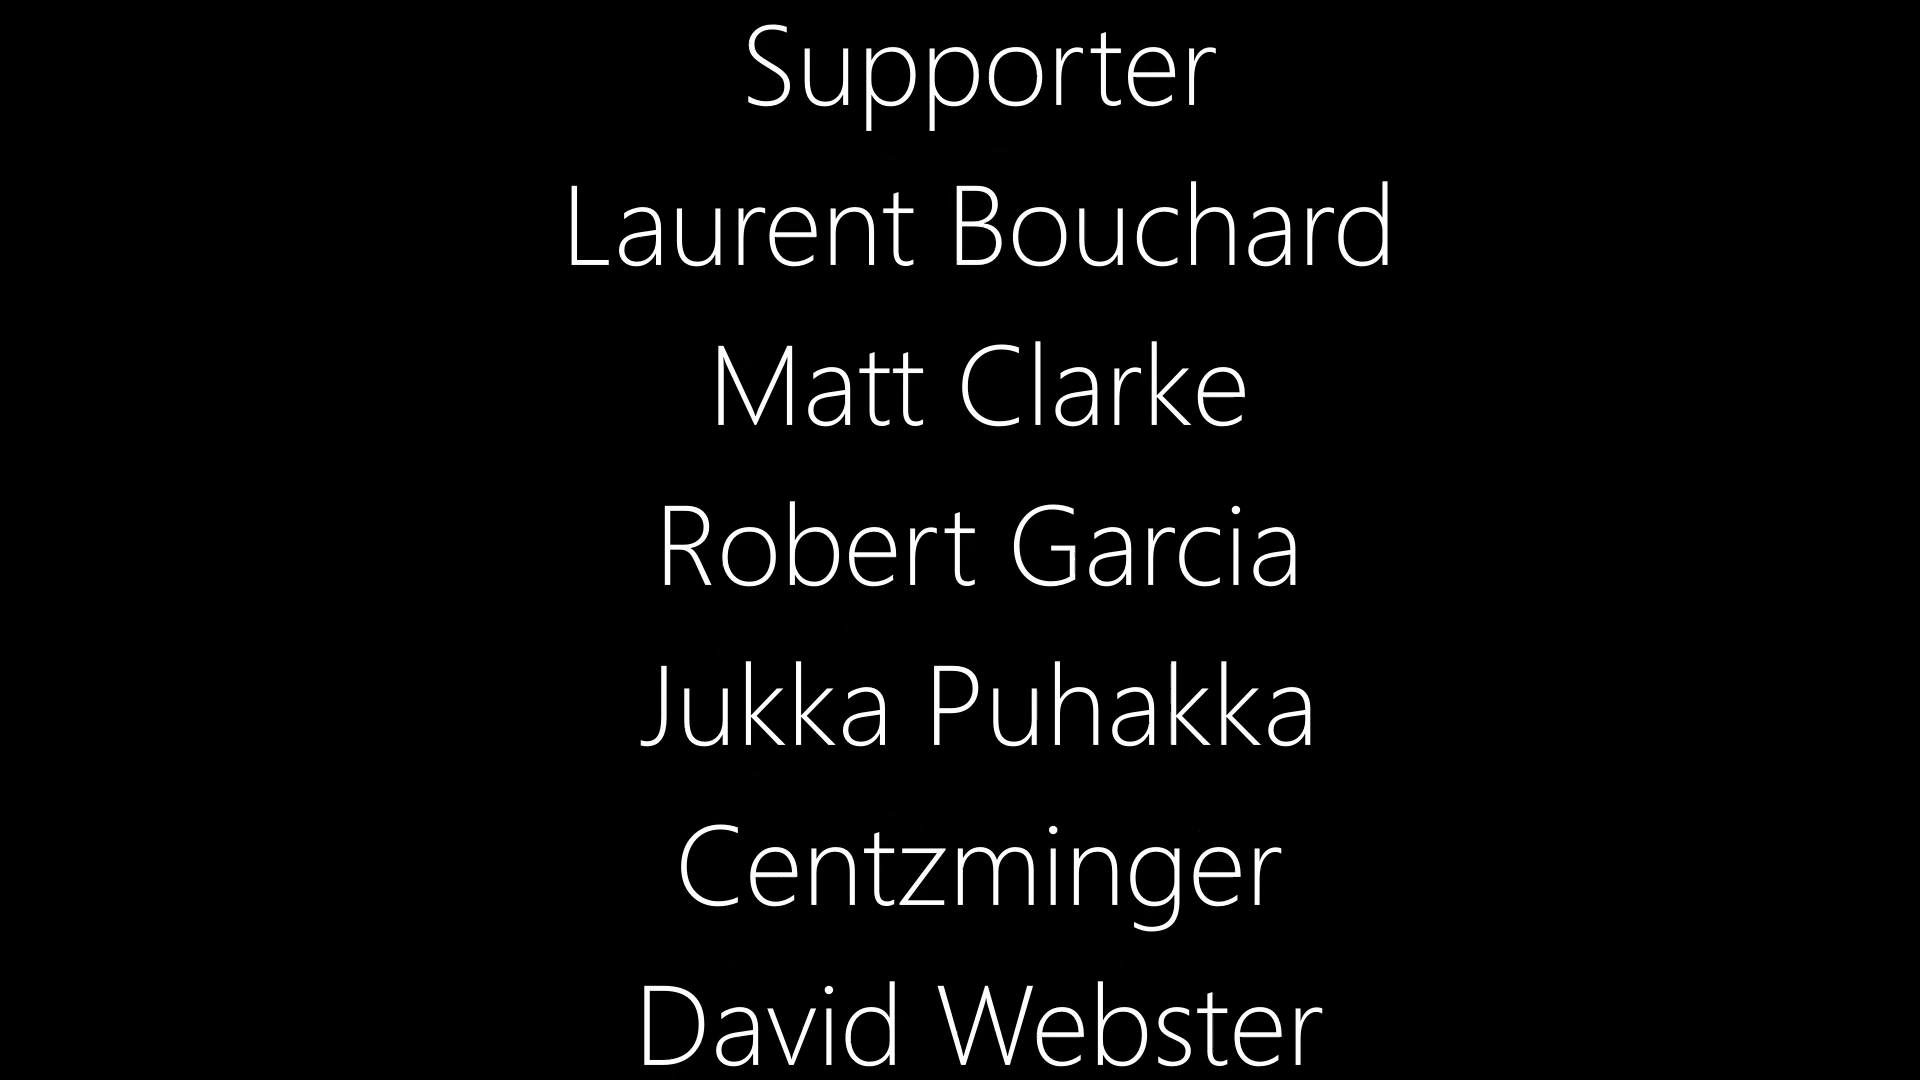 Supporter
Laurent Bouchard
Matt Clarke
Robert Garcia
Jukka Puhakka
Centzminger
David Webster